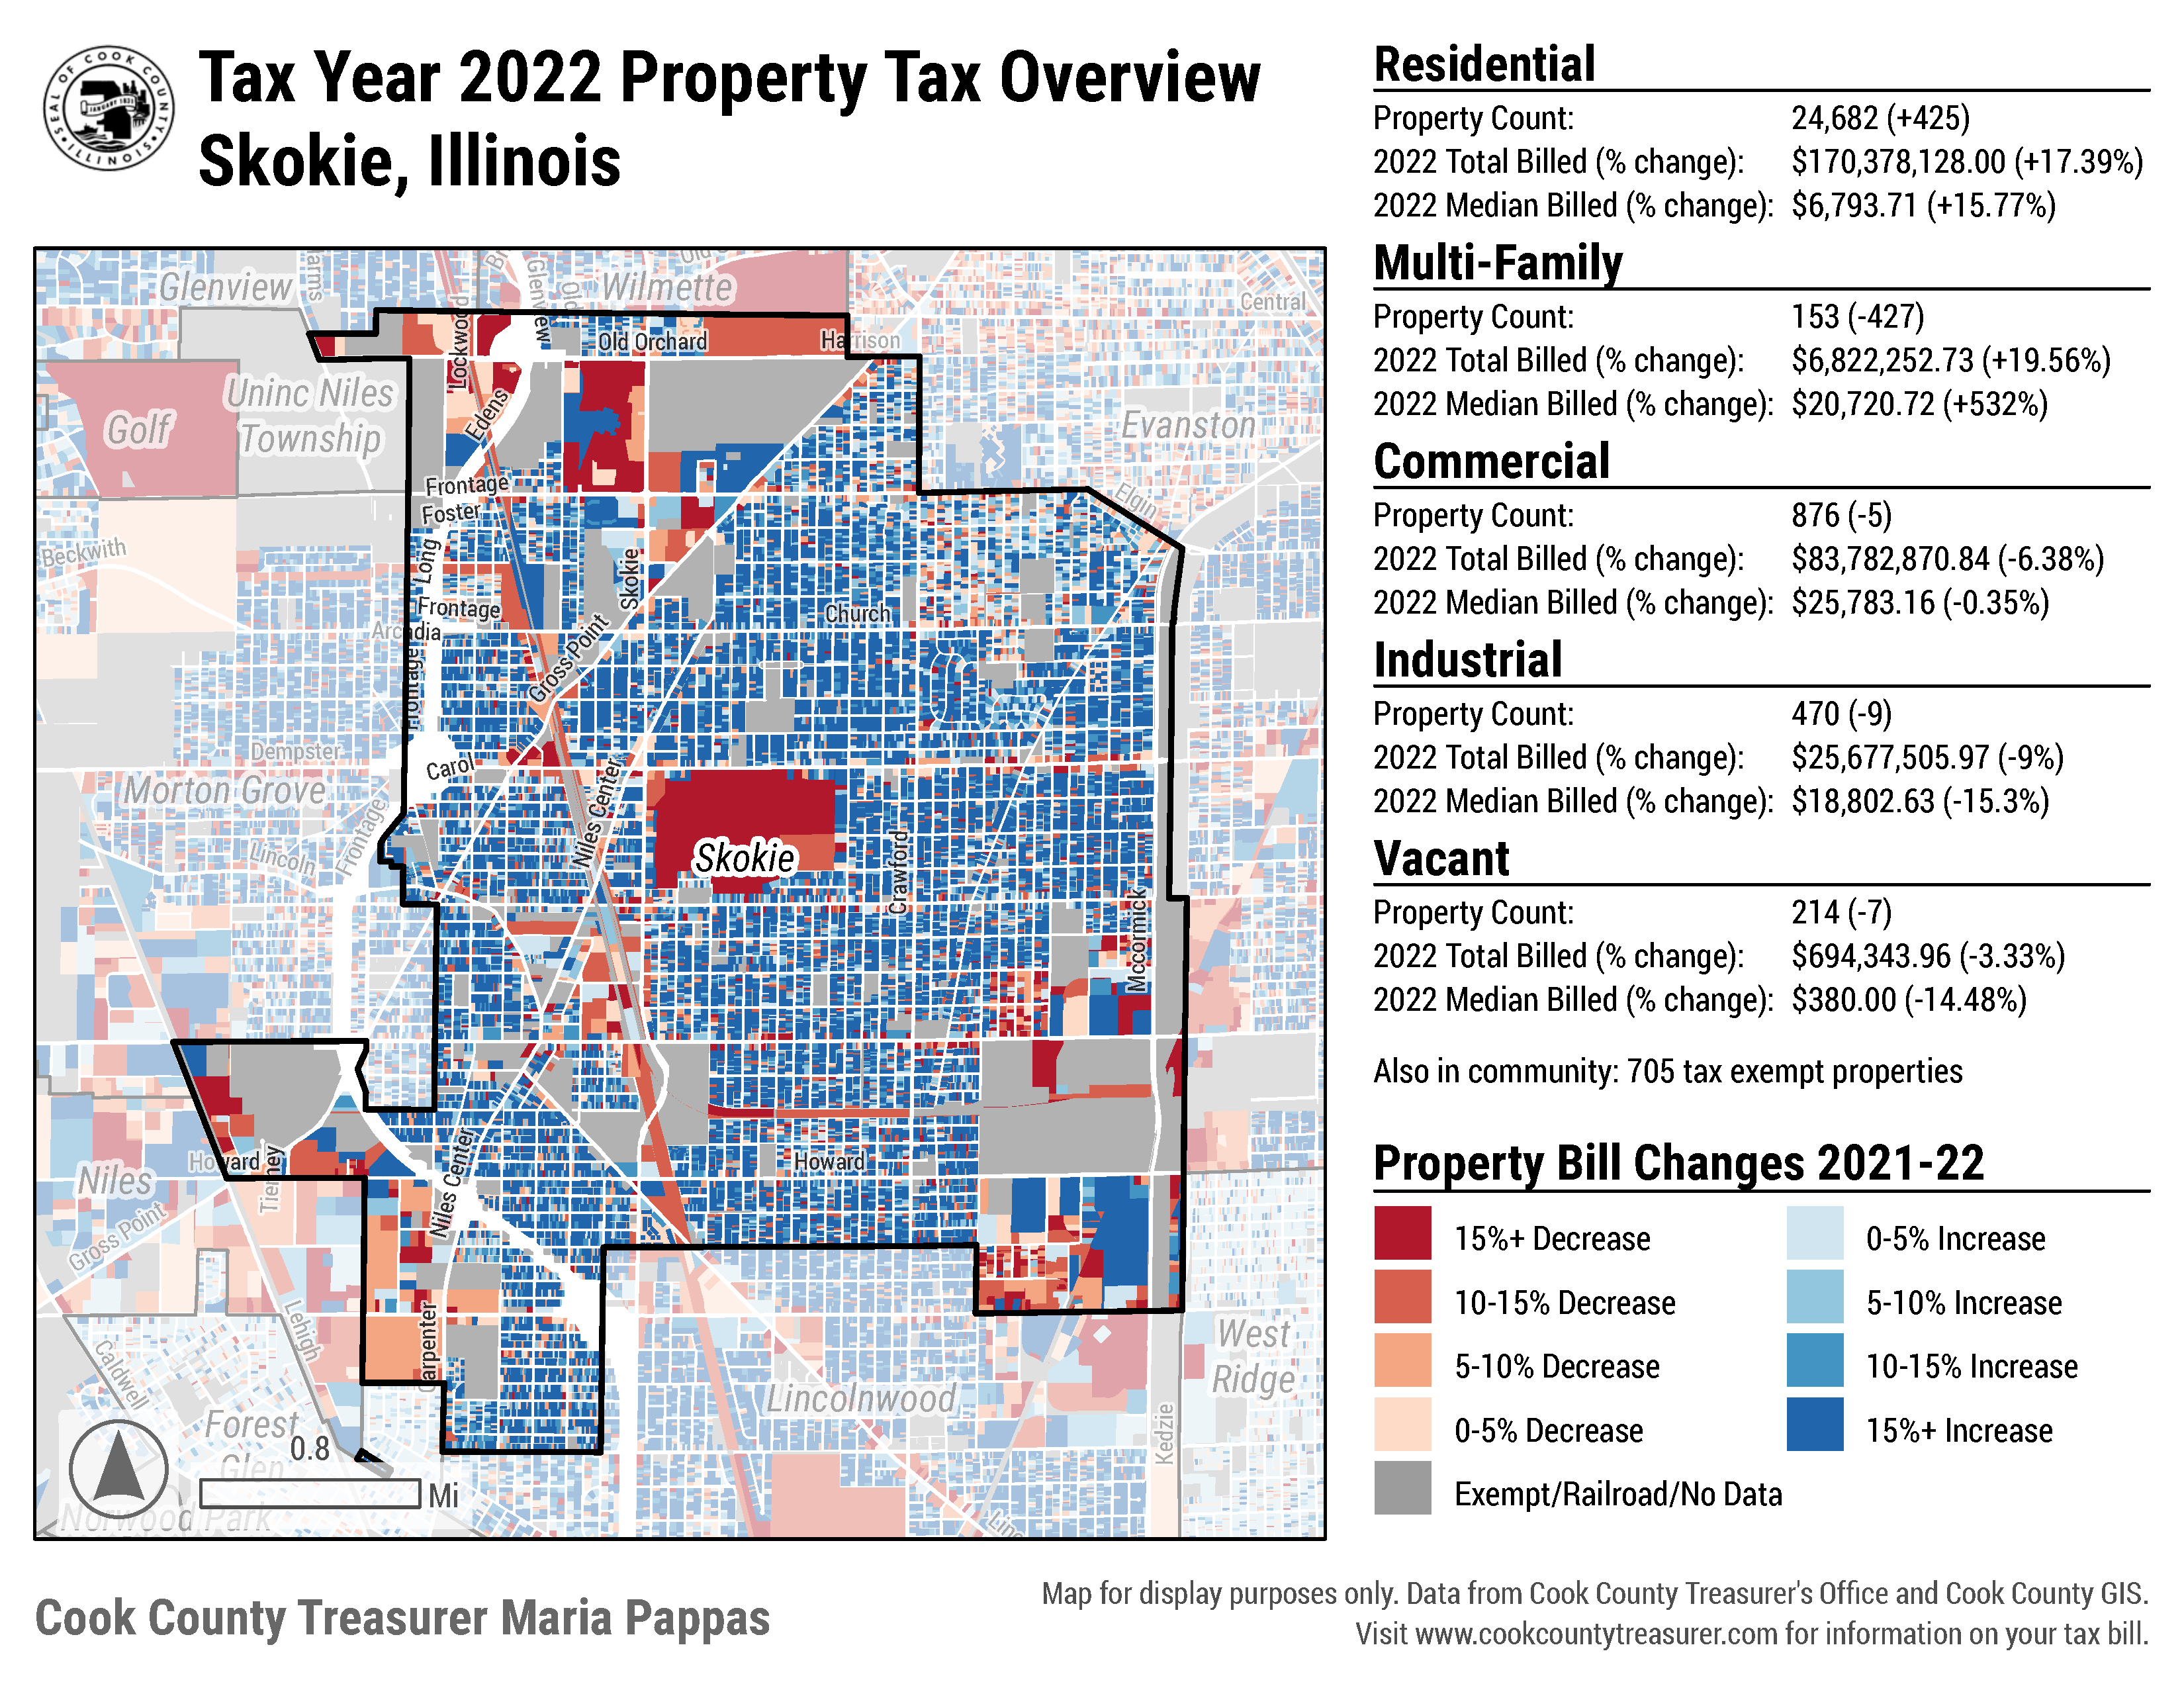 SEAL OF COOK COUNTY
ILLINOIS
JANUARY 1831
Tax Year 2022 Property Tax Overview
Skokie, Illinois
Glenview
Harms
Lockwood
Glenview
Old
Wilmette
Old
Central
Old Orchard
Harrison
Uninc Niles
Township
Golf
Edens
Evanston
Frontage
Foster
Elgin
Beckwith
Long
Skokie
Frontage
Church
Arcadia
Frontage
Gross Point
Dempster
Carol
Niles Center
Morton Grove
Frontage
Lincoln
Skokie
Crawford
Mccormick
Howard
Tierney
Niles
Niles Center
Howard
Gross Point
Lehigh
Carpenter
Caldwell
West
Ridge
Lincolnwood
Kedzie
Forest
Glen
0.8
Mi
Norwood Park
Residential
Property Count: 24,682 (+425)
2022 Total Billed (% change): $170,378,128.00 (+17.39%)
2022 Median Billed (% change): $6,793.71 (+15.77%)
Multi-Family
Property Count: 153 (-427)
2022 Total Billed (% change): $6,822,252.73 (+19.56%)
2022 Median Billed (% change): $20,720.72 (+532%)
Commercial
Property Count: 876 (-5)
2022 Total Billed (% change): $83,782,870.84 (-6.38%)
2022 Median Billed (% change): $25,783.16 (-0.35%)
Industrial
Property Count: 470 (-9)
2022 Total Billed (% change): $25,677,505.97 (-9%)
2022 Median Billed (% change): $18,802.63 (-15.3%)
Vacant
Property Count: 214 (-7)
2022 Total Billed (% change): $694,343.96 (-3.33%)
2022 Median Billed (% change): $380.00 (-14.48%)
Also in community: 705 tax exempt properties
Property Bill Changes 2021-22
15%+ Decrease
10-15% Decrease
5-10% Decrease
0-5% Decrease
Exempt/Railroad/No Data
0-5% Increase
5-10% Increase
10-15% Increase
15%+ Increase
Cook County Treasurer Maria Pappas
Map for display purposes only. Data from Cook County Treasurer's Office and Cook County GIS.
Visit www.cookcountytreasurer.com for information on your tax bill.